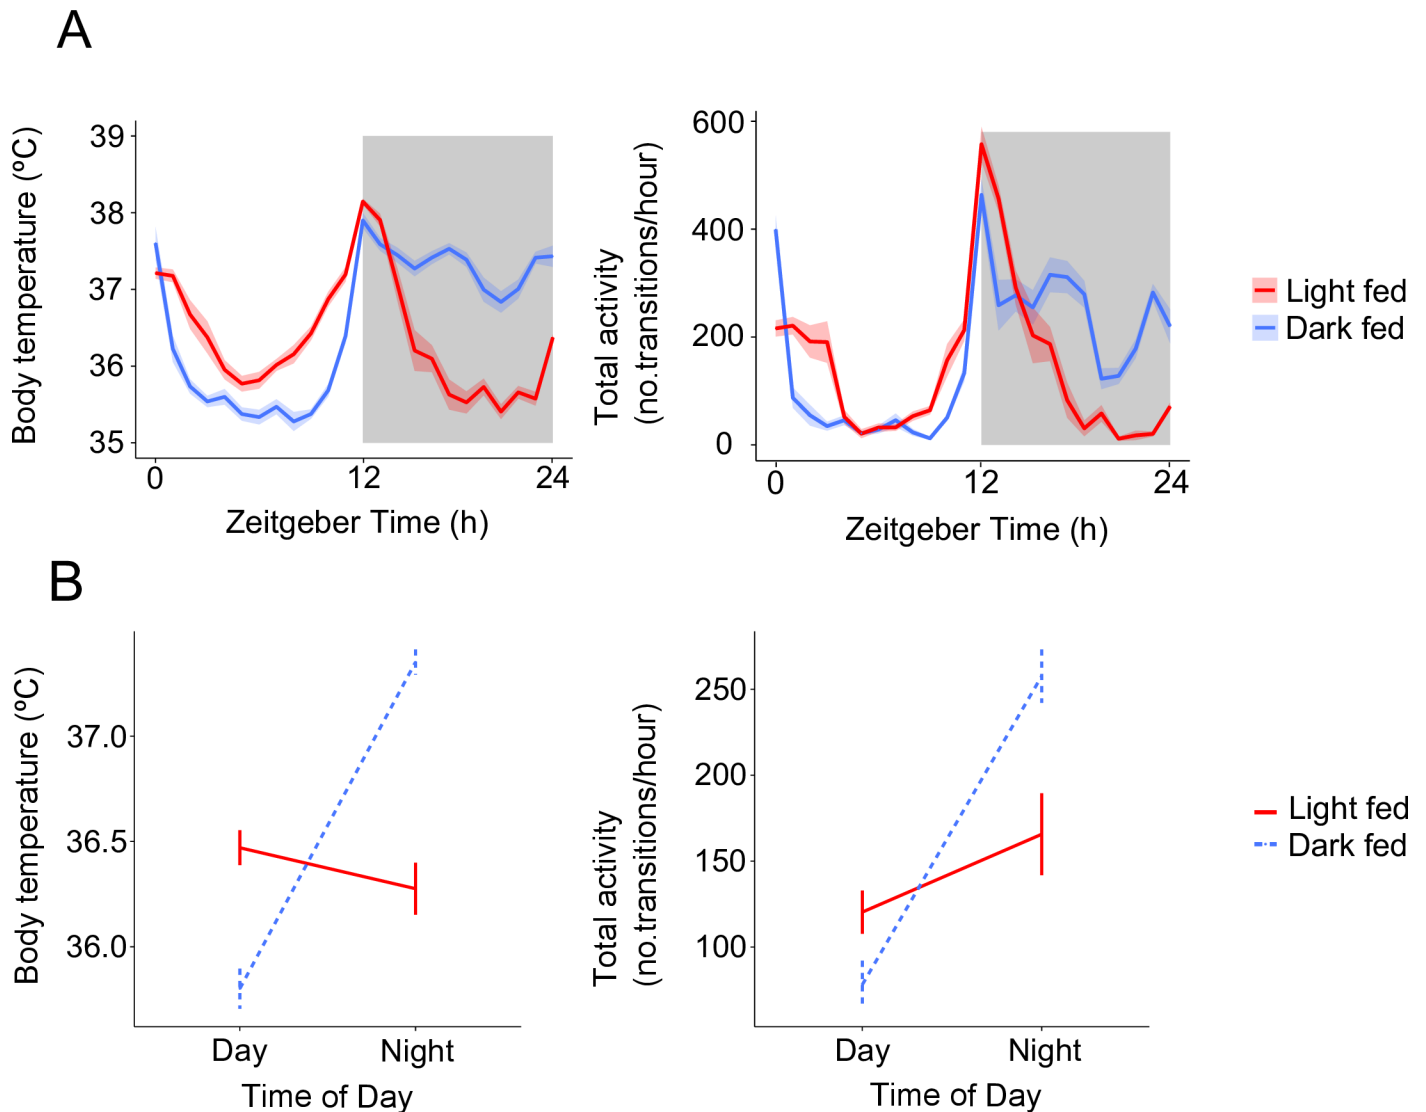 A
Body temperature (ºC)
39
38
37
36
35
0
12
24
Zeitgeber Time (h)
Total activity
(no.transitions/hour)
600
400
200
0
0
12
24
Zeitgeber Time (h)
Light fed
Dark fed
B
Body temperature (ºC)
37.0
36.5
36.0
Day
Night
Time of Day
Total activity
(no.transitions/hour)
250
200
150
100
Day
Night
Time of Day
Light fed
Dark fed